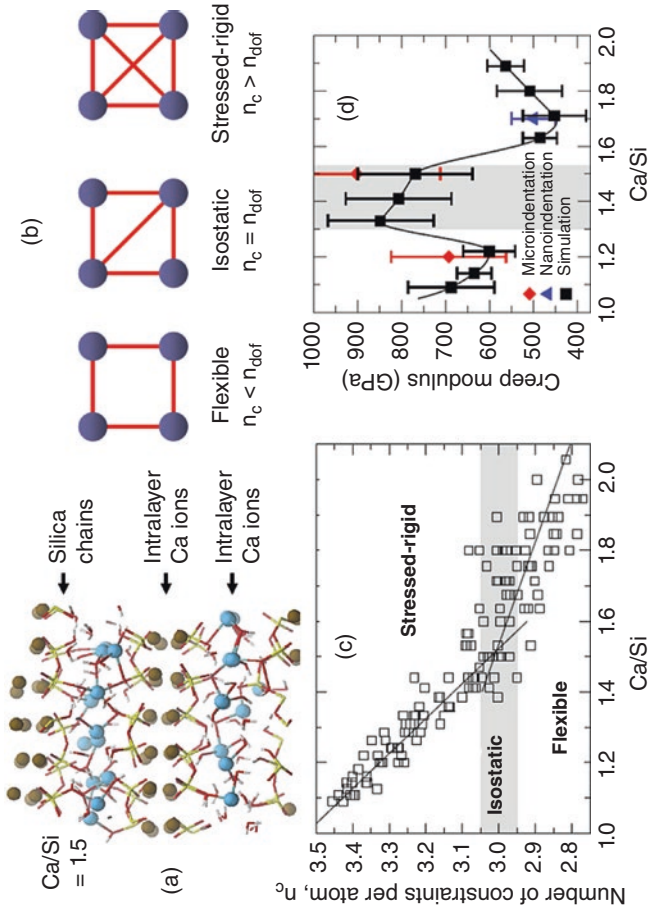 Ca/Si
= 1.5
(a)
Silica
chains
Intralayer
Ca ions
Intralayer
Ca ions
(b)
Flexible
n_c < n_dof
Isostatic
n_c = n_dof
Stressed-rigid
n_c > n_dof
(c)
Number of constraints per atom, n_c
3.5
3.4
3.3
3.2
3.1
3.0
2.9
2.8
Stressed-rigid
Isostatic
Flexible
1.0
1.2
1.4
1.6
1.8
2.0
Ca/Si
(d)
Creep modulus (GPa)
1000
900
800
700
600
500
400
Microindentation
Nanoindentation
Simulation
1.0
1.2
1.4
1.6
1.8
2.0
Ca/Si